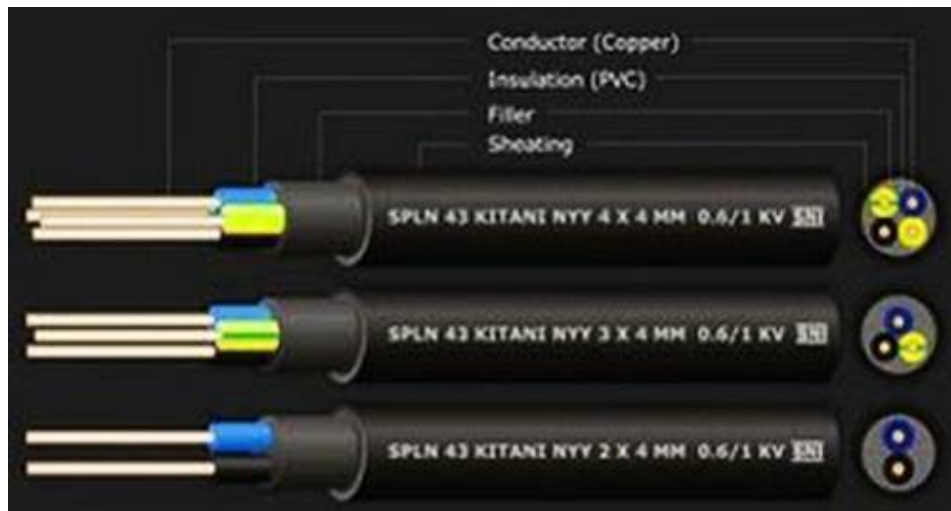 Conductor (Copper)
Insulation (PVC)
Filler
Sheating
SPLN 43 KITANI NYY 4 X 4 MM 0.6/1 KV SNI
SPLN 43 KITANI NYY 3 X 4 MM 0.6/1 KV SNI
SPLN 43 KITANI NYY 2 X 4 MM 0.6/1 KV SNI